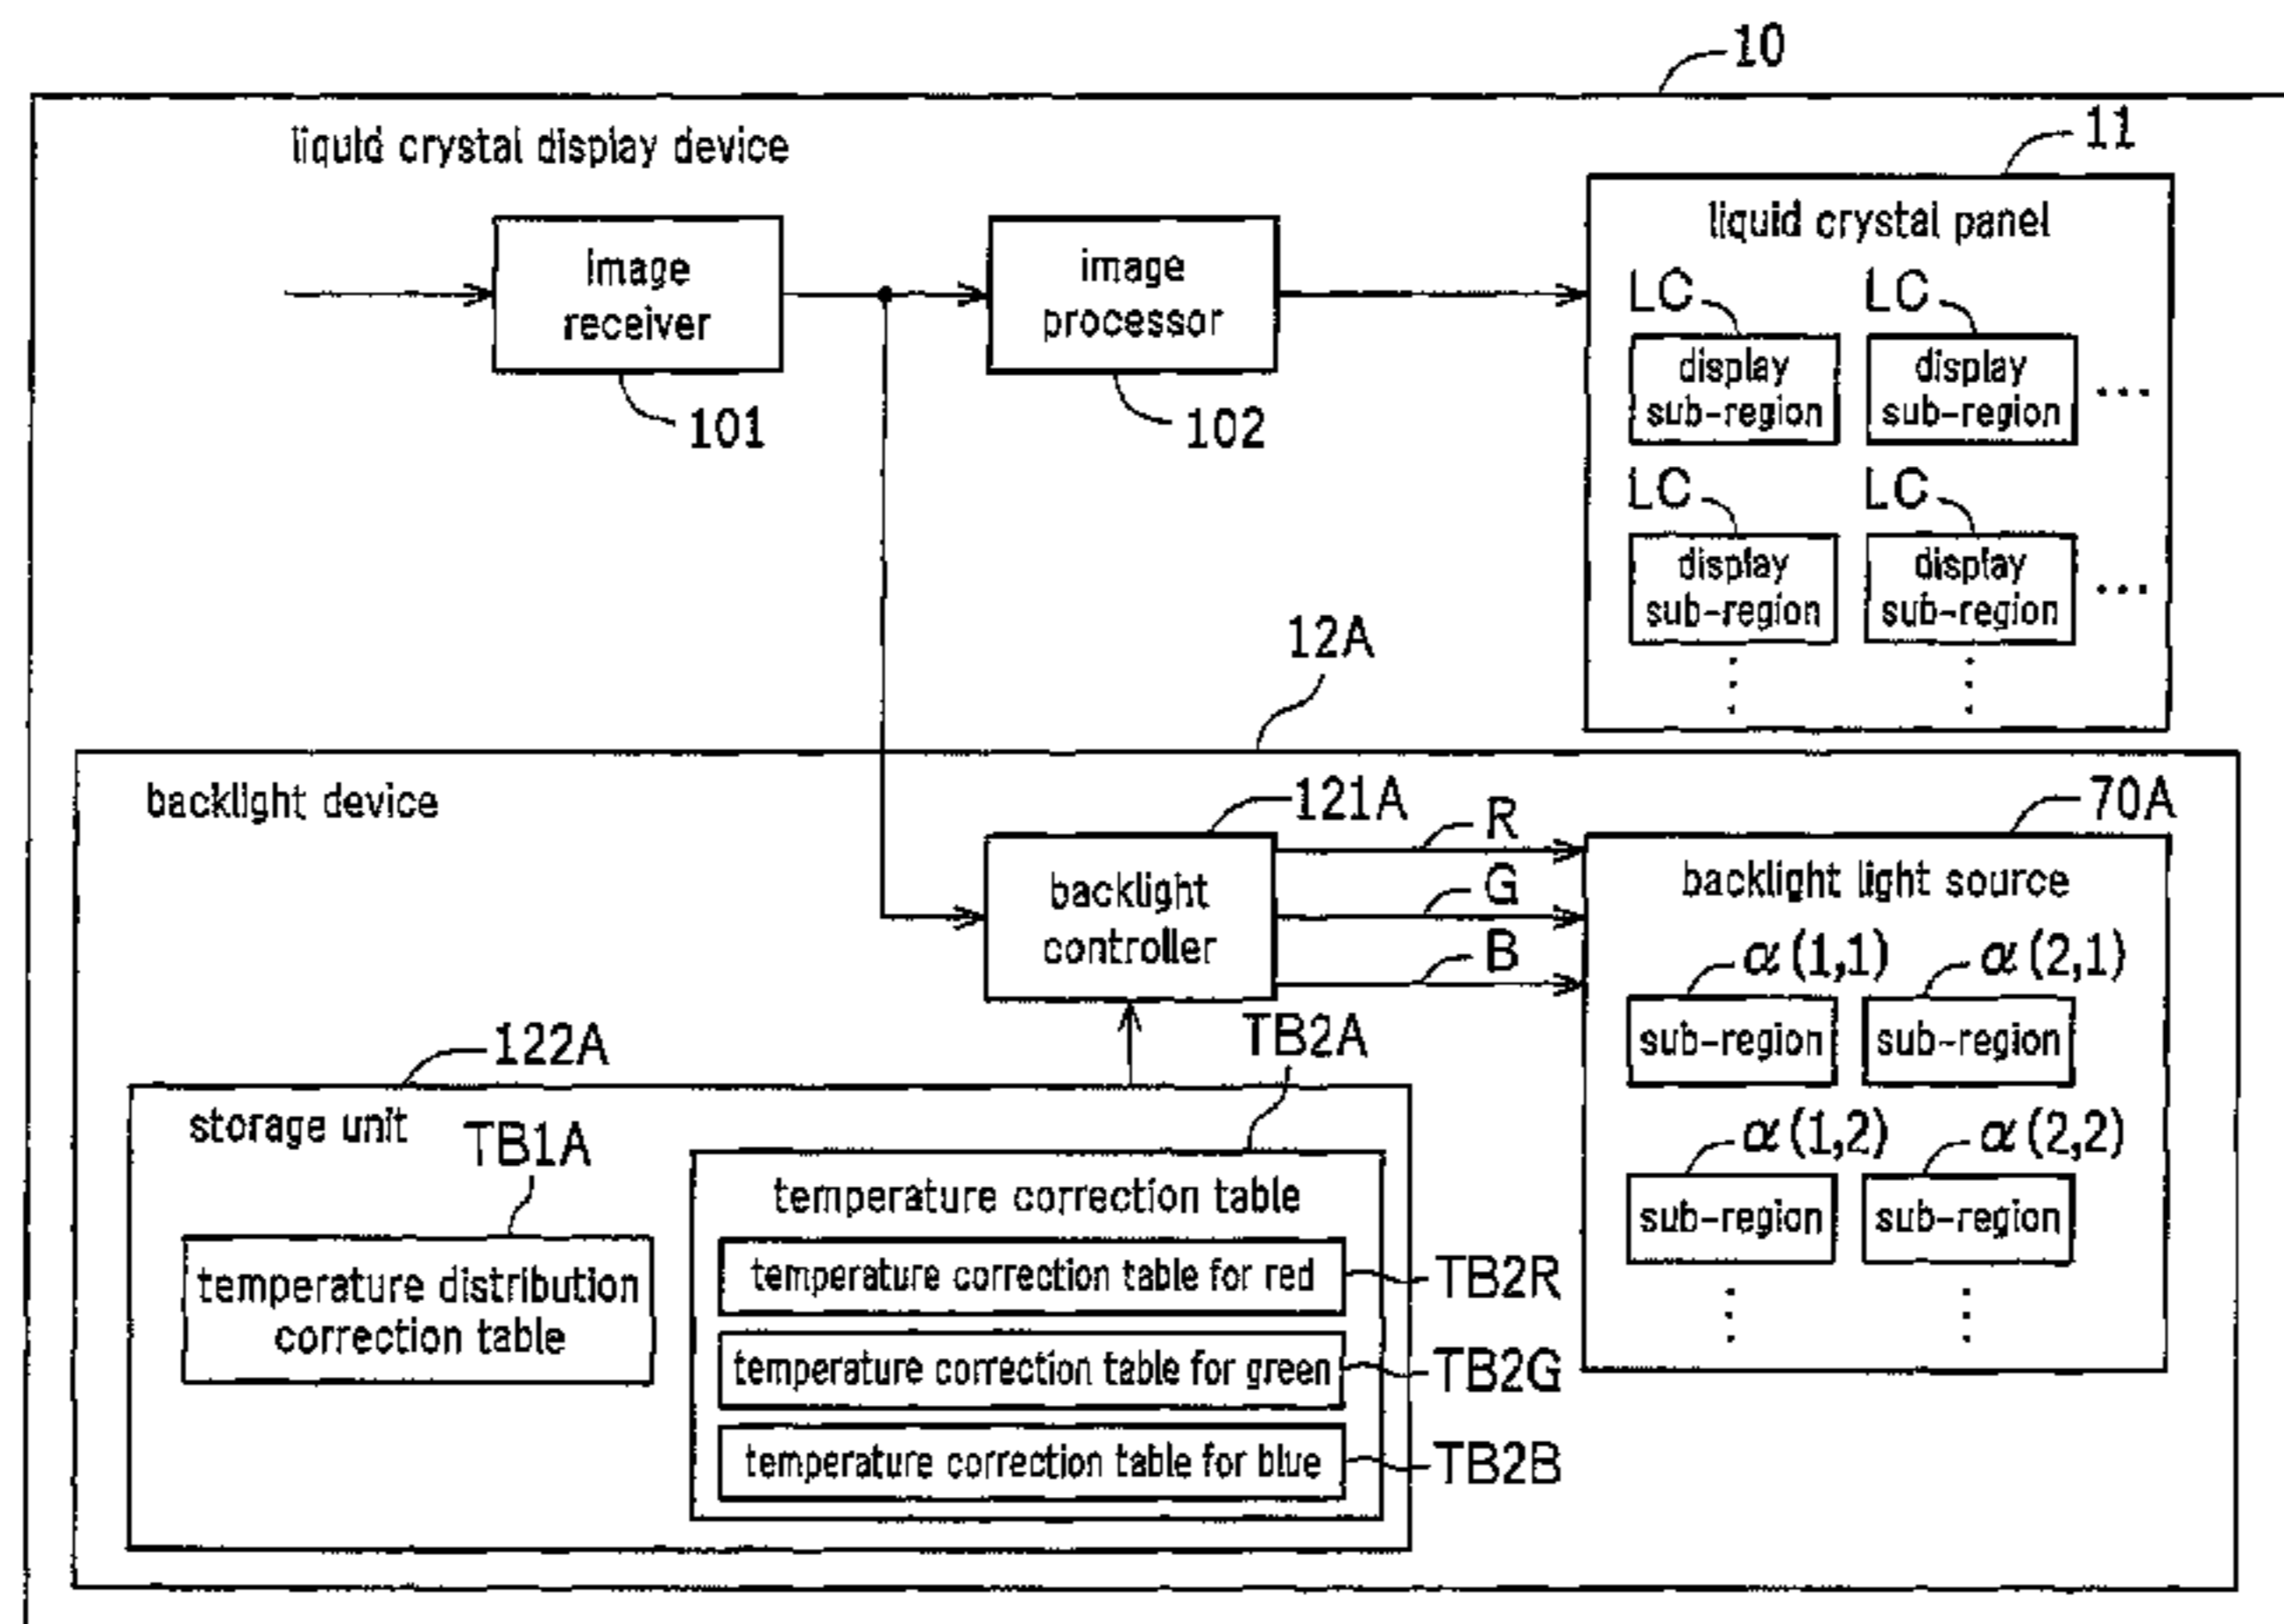 10
liquid crystal display device
11
liquid crystal panel
image
receiver
image
processor
LC
LC
display
sub-region
display
sub-region
...
101
102
LC
LC
display
sub-region
display
sub-region
...
12A
backlight device
121A
R
G
B
70A
backlight
controller
backlight light source
α(1,1)
α(2,1)
sub-region
sub-region
122A
TB2A
storage unit
TB1A
α(1,2)
α(2,2)
sub-region
sub-region
temperature correction table
temperature distribution
correction table
temperature correction table for red
TB2R
temperature correction table for green
TB2G
temperature correction table for blue
TB2B